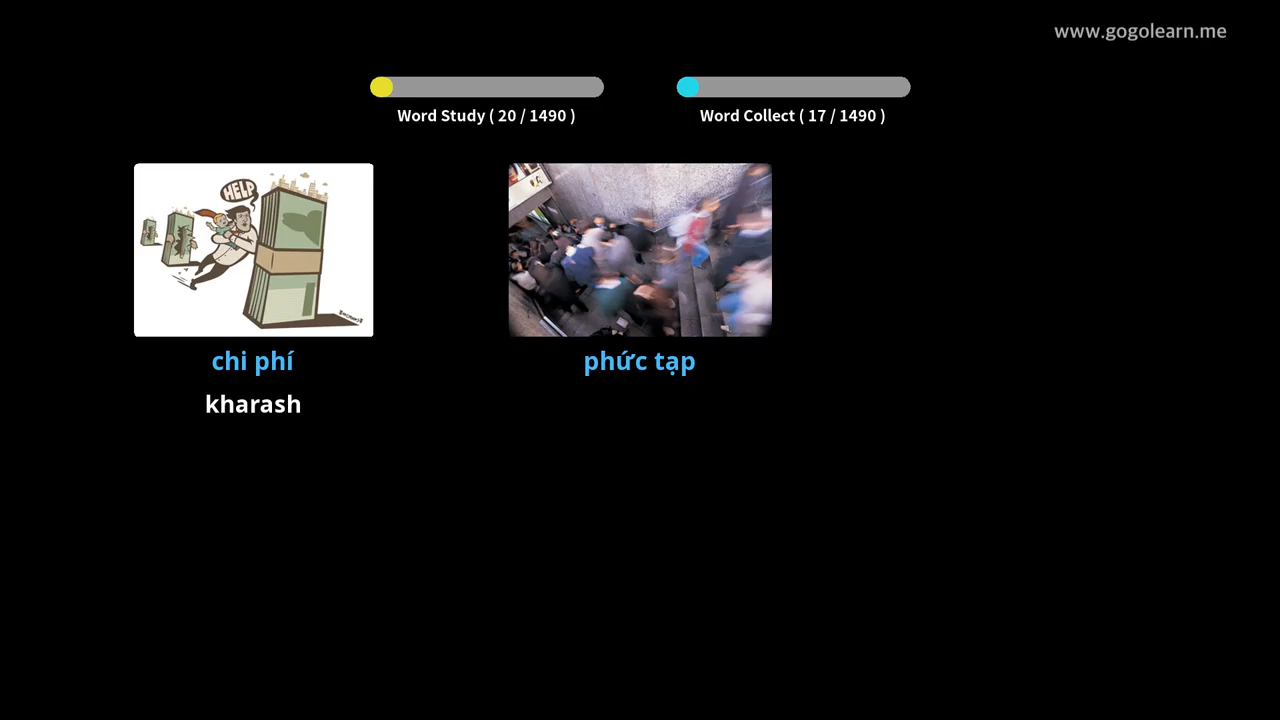 www.gogolearn.me
Word Study ( 20 / 1490 )
Word Collect ( 17 / 1490 )
HELP
chi phí
phức tạp
kharash